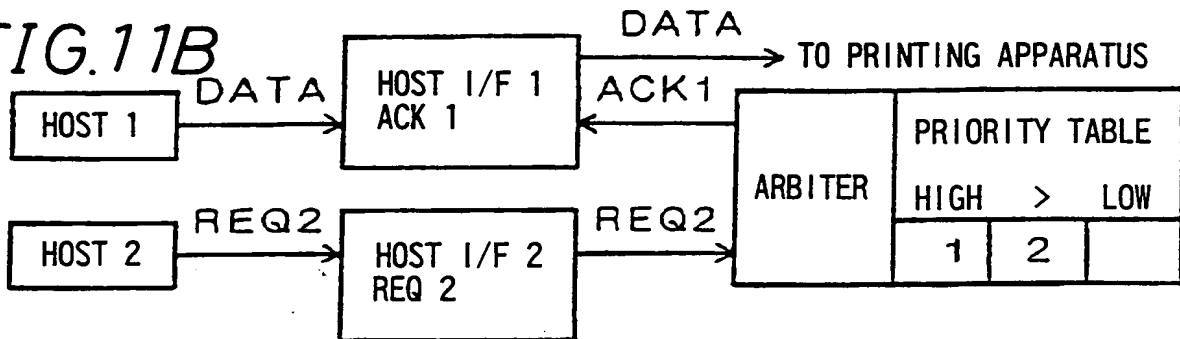 FIG.11B
HOST 1
DATA
HOST I/F 1
ACK 1
DATA
TO PRINTING APPARATUS
ACK1
HOST 2
REQ2
HOST I/F 2
REQ 2
REQ2
ARBITER
PRIORITY TABLE
HIGH > LOW
1 2